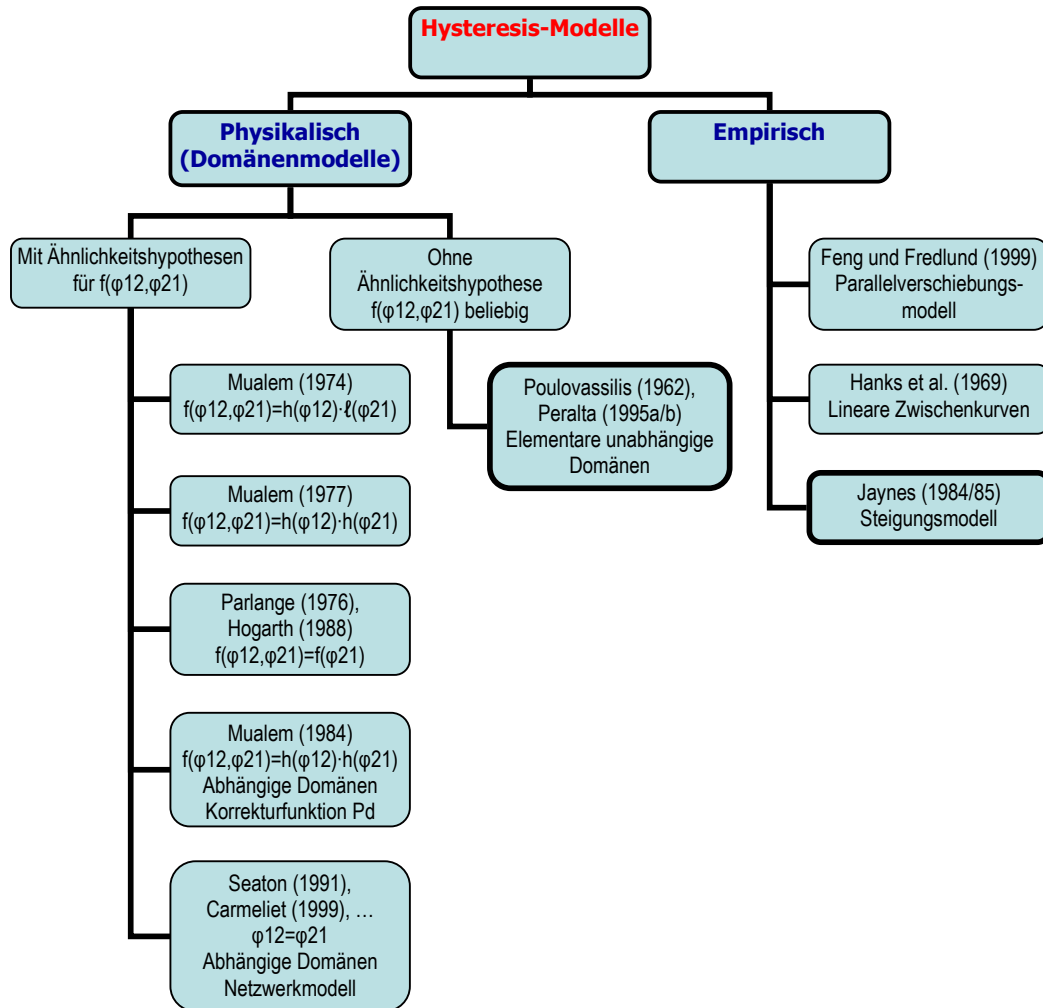 Hysteresis-Modelle
Physikalisch
(Domänenmodelle)
Empirisch
Mit Ähnlichkeitshypothesen
für f(φ12,φ21)
Ohne
Ähnlichkeitshypothese
f(φ12,φ21) beliebig
Mualem (1974)
f(φ12,φ21)=h(φ12)·ℓ(φ21)
Mualem (1977)
f(φ12,φ21)=h(φ12)·h(φ21)
Parlange (1976),
Hogarth (1988)
f(φ12,φ21)=f(φ21)
Mualem (1984)
f(φ12,φ21)=h(φ12)·h(φ21)
Abhängige Domänen
Korrekturfunktion Pd
Seaton (1991),
Carmeliet (1999), …
φ12=φ21
Abhängige Domänen
Netzwerkmodell
Poulovassilis (1962),
Peralta (1995a/b)
Elementare unabhängige
Domänen
Feng und Fredlund (1999)
Parallelverschiebungs-
modell
Hanks et al. (1969)
Lineare Zwischenkurven
Jaynes (1984/85)
Steigungsmodell